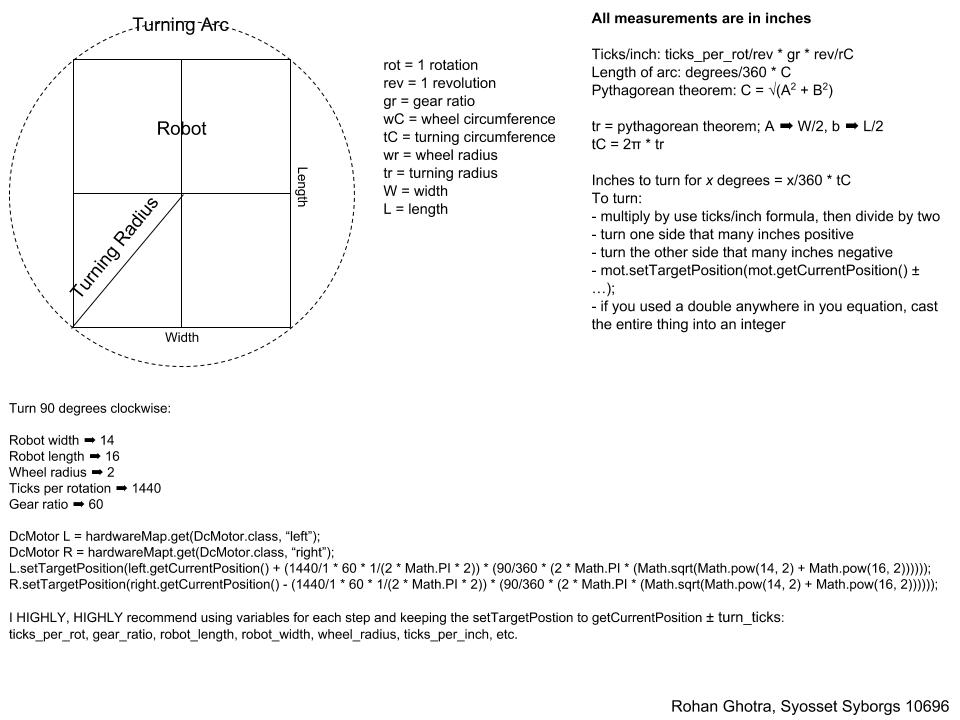 Turning Arc
Robot
Length
Turning Radius
Width
rot = 1 rotation
rev = 1 revolution
gr = gear ratio
wC = wheel circumference
tC = turning circumference
wr = wheel radius
tr = turning radius
W = width
L = length
All measurements are in inches
Ticks/inch: ticks_per_rot/rev * gr * rev/rC
Length of arc: degrees/360 * C
Pythagorean theorem: C = √(A² + B²)
tr = pythagorean theorem; A ➡ W/2, b ➡ L/2
tC = 2π * tr
Inches to turn for x degrees = x/360 * tC
To turn:
- multiply by use ticks/inch formula, then divide by two
- turn one side that many inches positive
- turn the other side that many inches negative
- mot.setTargetPosition(mot.getCurrentPosition() ±
…);
- if you used a double anywhere in you equation, cast
the entire thing into an integer
Turn 90 degrees clockwise:
Robot width ➡ 14
Robot length ➡ 16
Wheel radius ➡ 2
Ticks per rotation ➡ 1440
Gear ratio ➡ 60
DcMotor L = hardwareMap.get(DcMotor.class, “left”);
DcMotor R = hardwareMapt.get(DcMotor.class, “right”);
L.setTargetPosition(left.getCurrentPosition() + (1440/1 * 60 * 1/(2 * Math.PI * 2)) * (90/360 * (2 * Math.PI * (Math.sqrt(Math.pow(14, 2) + Math.pow(16, 2))))));
R.setTargetPosition(right.getCurrentPosition() - (1440/1 * 60 * 1/(2 * Math.PI * 2)) * (90/360 * (2 * Math.PI * (Math.sqrt(Math.pow(14, 2) + Math.pow(16, 2))))));
I HIGHLY, HIGHLY recommend using variables for each step and keeping the setTargetPostion to getCurrentPosition ± turn_ticks:
ticks_per_rot, gear_ratio, robot_length, robot_width, wheel_radius, ticks_per_inch, etc.
Rohan Ghotra, Syosset Syborgs 10696